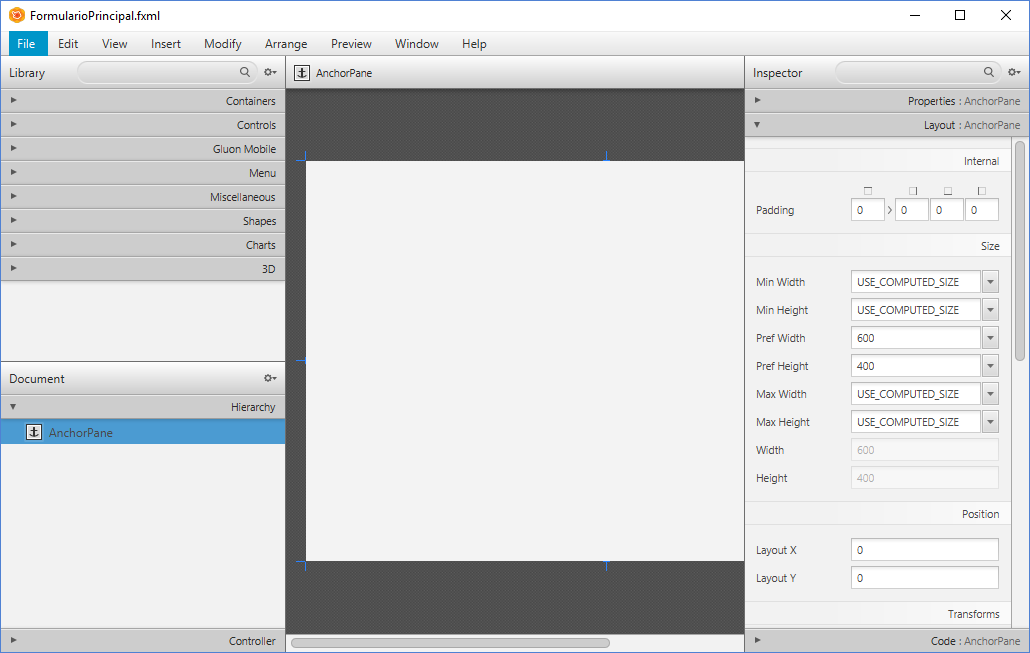 FormularioPrincipal.fxml
File Edit View Insert Modify Arrange Preview Window Help
Library
Containers
Controls
Gluon Mobile
Menu
Miscellaneous
Shapes
Charts
3D
Document
Hierarchy
AnchorPane
Controller
AnchorPane
Inspector
Properties : AnchorPane
Layout : AnchorPane
Internal
Padding 0 0 0 0
Size
Min Width USE_COMPUTED_SIZE
Min Height USE_COMPUTED_SIZE
Pref Width 600
Pref Height 400
Max Width USE_COMPUTED_SIZE
Max Height USE_COMPUTED_SIZE
Width 600
Height 400
Position
Layout X 0
Layout Y 0
Transforms
Code : AnchorPane